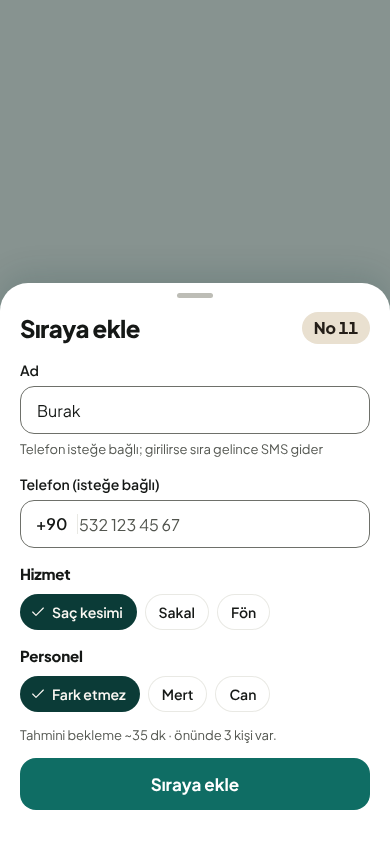 Sıraya ekle
No 11
Ad
Burak
Telefon isteğe bağlı; girilirse sıra gelince SMS gider
Telefon (isteğe bağlı)
+90 532 123 45 67
Hizmet
Saç kesimi Sakal Fön
Personel
Fark etmez Mert Can
Tahmini bekleme ~35 dk · önünde 3 kişi var.
Sıraya ekle